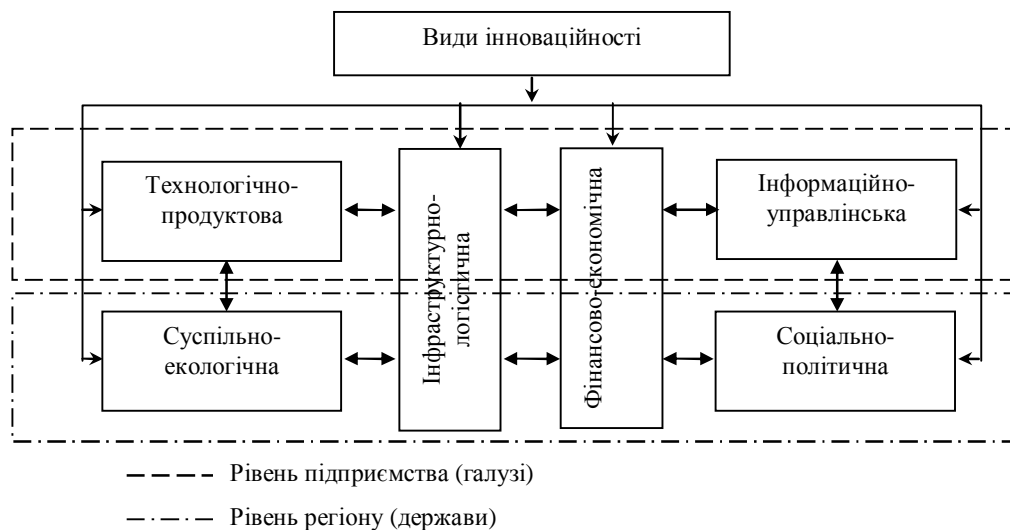 Види інноваційності
Технологічно-
продуктова
Інфраструктурно-
логістична
Фінансово-економічна
Інформаційно-
управлінська
Суспільно-
екологічна
Соціально-
політична
Рівень підприємства (галузі)
Рівень регіону (держави)